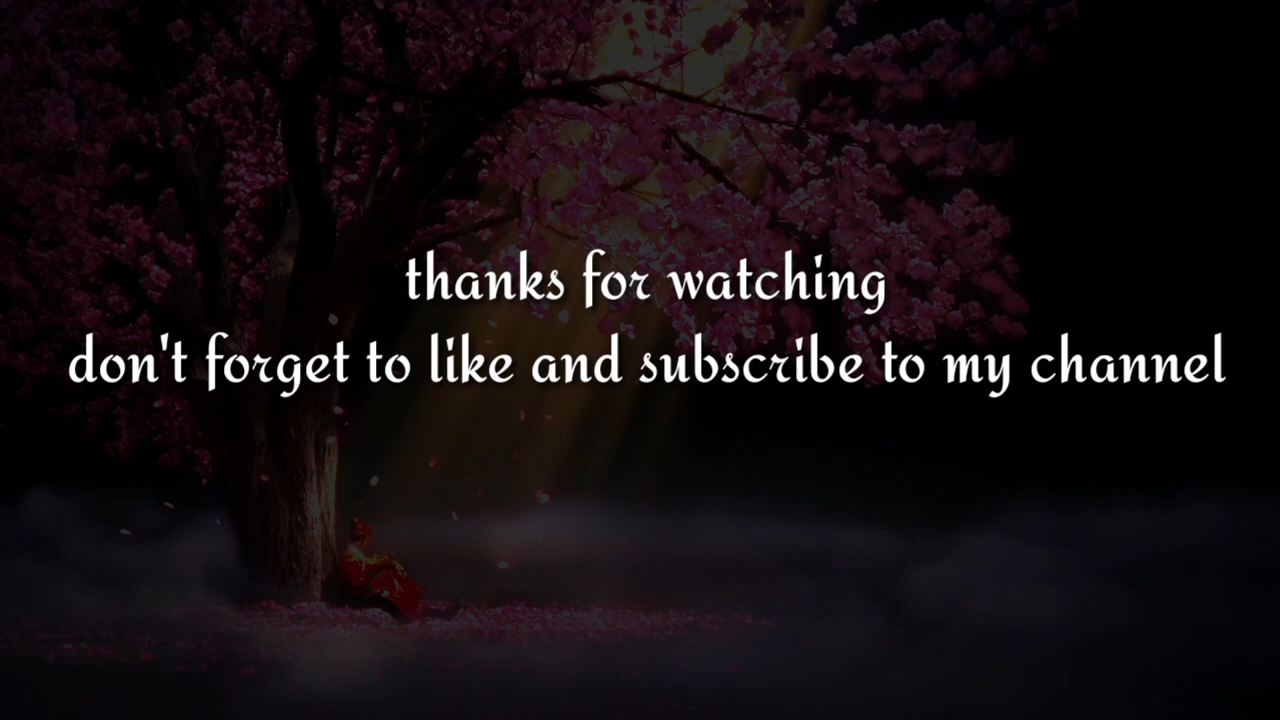 thanks for watching
don't forget to like and subscribe to my channel